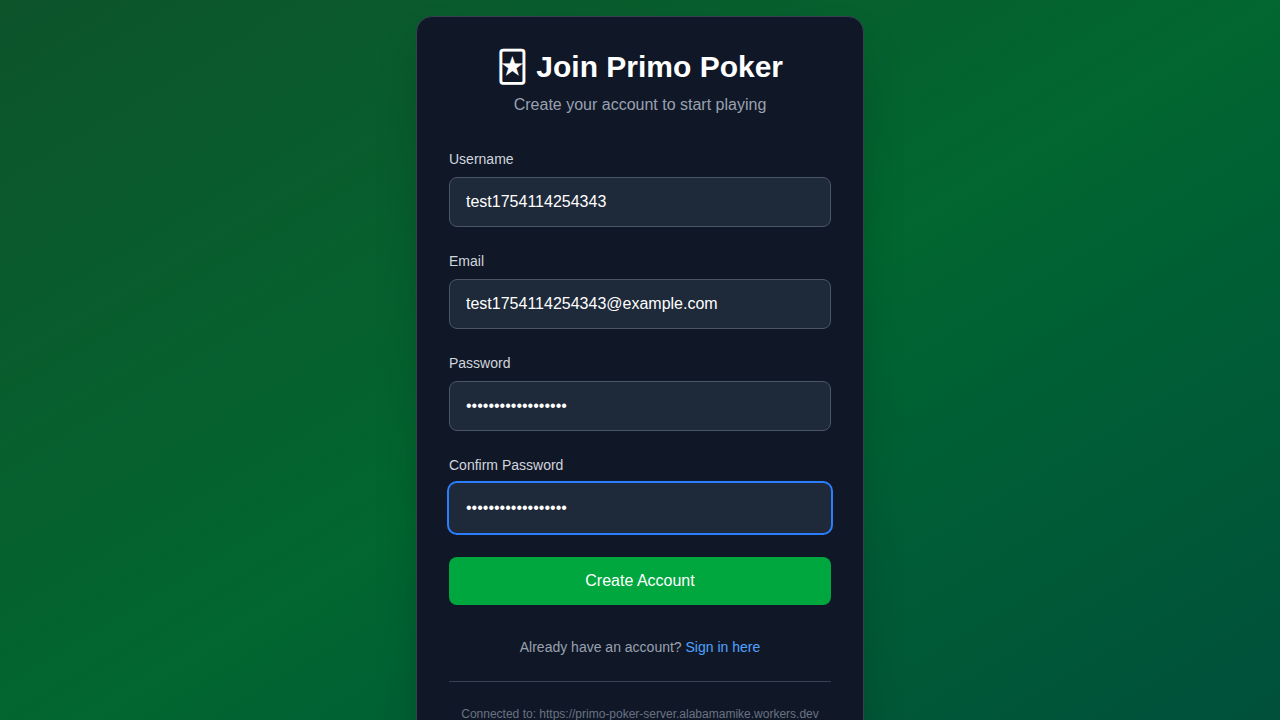 🃏 Join Primo Poker
Create your account to start playing
Username
test1754114254343
Email
test1754114254343@example.com
Password
••••••••••••••••••
Confirm Password
••••••••••••••••••
Create Account
Already have an account? Sign in here
Connected to: https://primo-poker-server.alabamamike.workers.dev